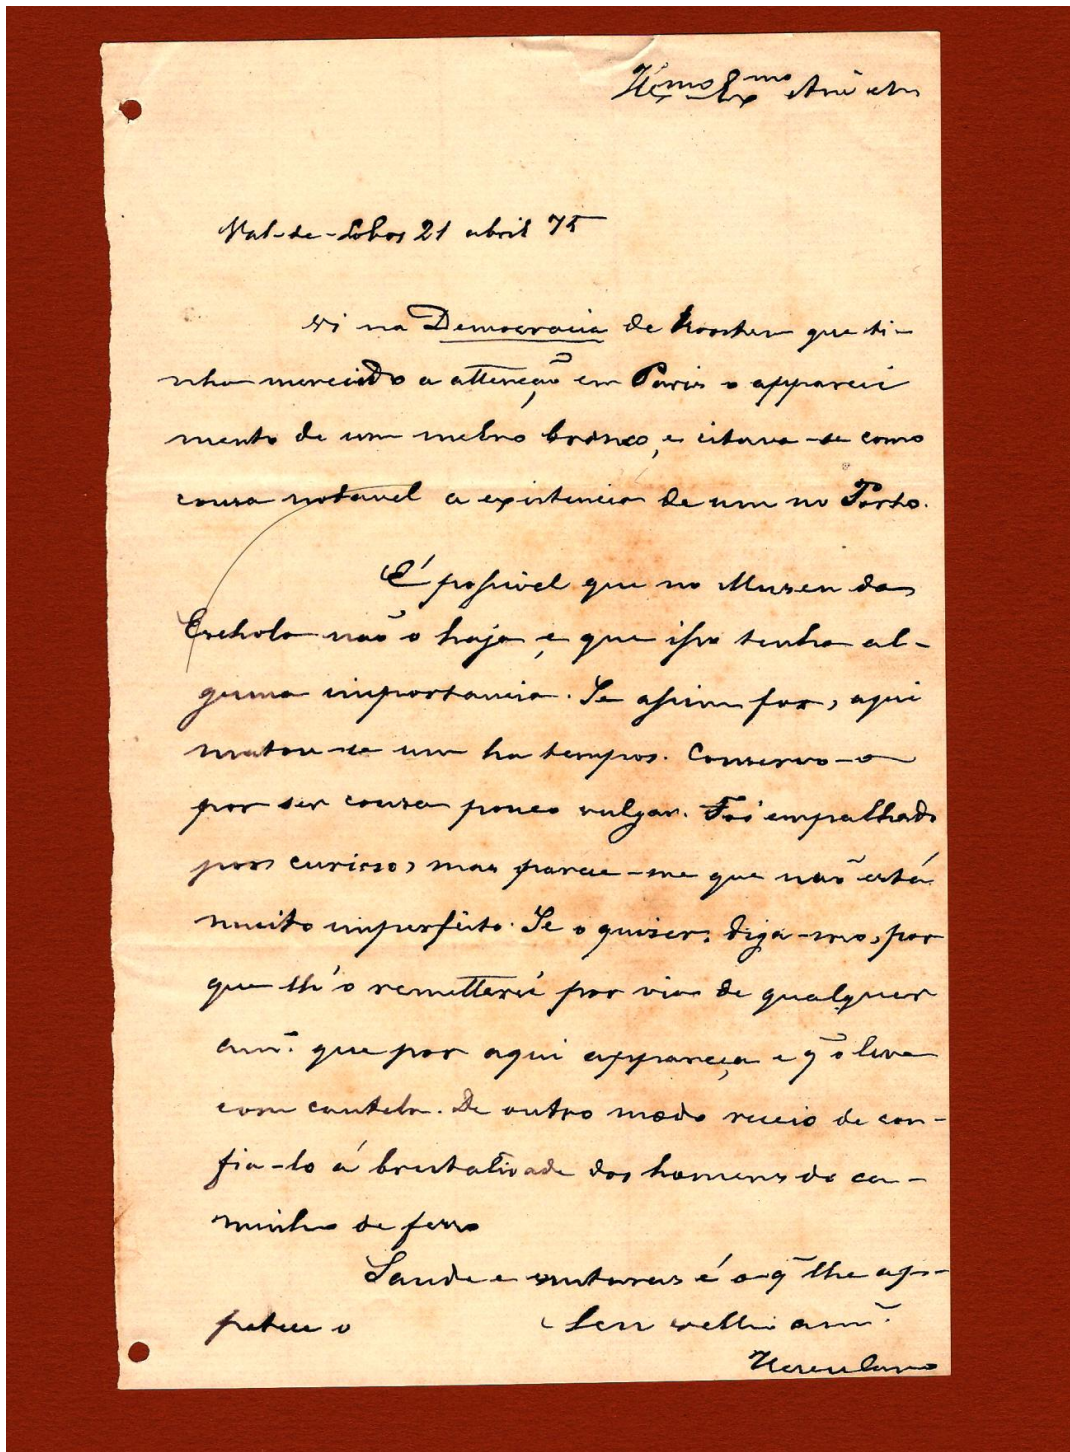 Ill.mo Ex.mo
Val-de-Lobos 21 abril 75
Vi na Democracia de hontem que ti-
nha merecido a attenção em Paris o appareci
mento de um melro branco, e citava-se como
cousa notavel a existencia de um no Porto.
É possivel que no Museu da
Eschola não o haja e que isso tenha al-
guma importancia. Se assim for, aqui
matou-se um ha tempos. Conservo-o
por ser cousa pouco vulgar. Foi empalhado
por curioso, mas parece-me que não está
muito imperfeito. Se o quizer, diga-mo, por
que lh'o remetterei por via de qualquer
am.º que por aqui appareça e q̃ o leve
com cautela. De outro modo receio de con-
fia-lo á brutalidade dos homens do ca-
minho de ferro
Saude e venturas é o q̃ lhe ap-
petece o Seu velho am.º
Herculano